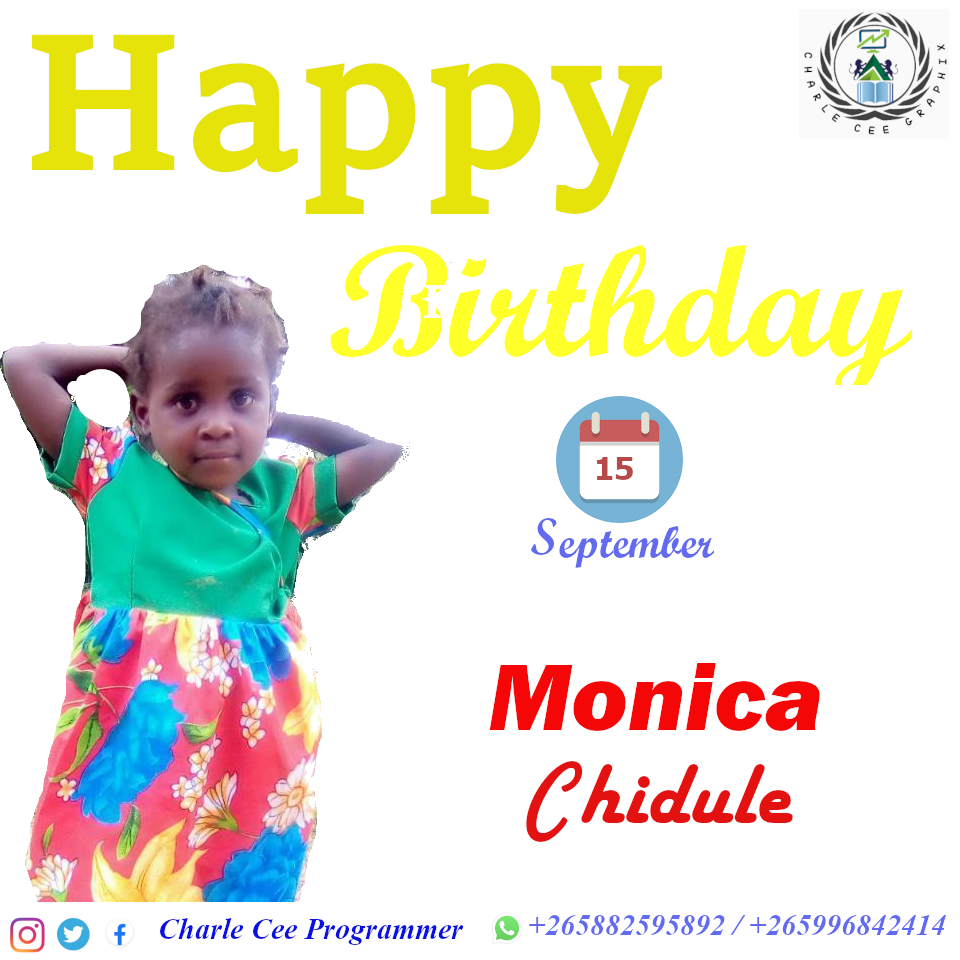 Happy
CHARLE CEE GRAPHIX
Birthday
15
September
Monica
Chidule
Charle Cee Programmer
+265882595892 / +265996842414